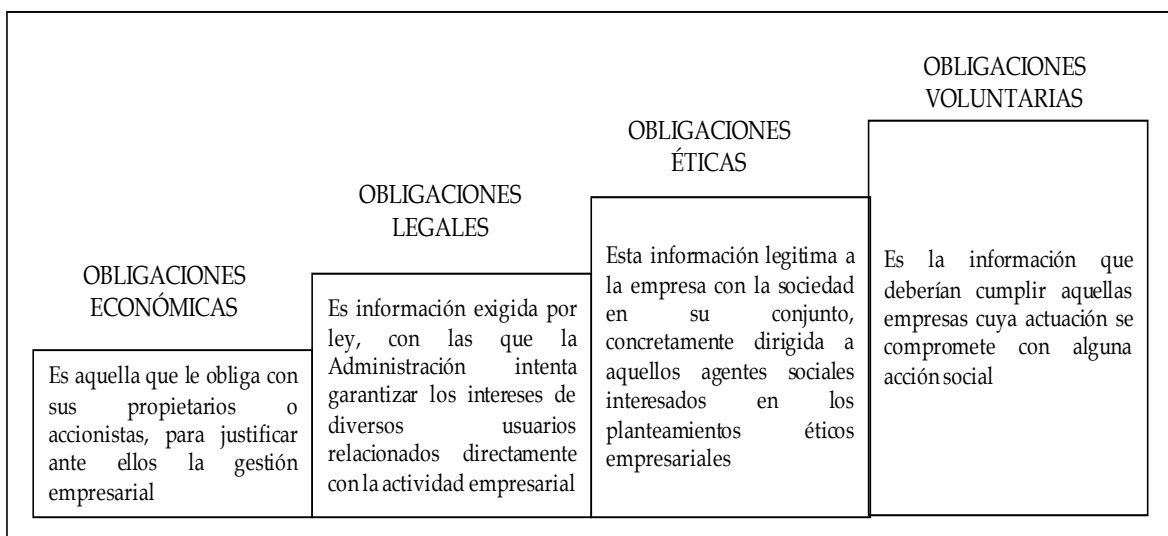 OBLIGACIONES
ECONÓMICAS
Es aquella que le obliga con
sus propietarios o
accionistas, para justificar
ante ellos la gestión
empresarial
OBLIGACIONES
LEGALES
Es información exigida por
ley, con las que la
Administración intenta
garantizar los intereses de
diversos usuarios
relacionados directamente
con la actividad empresarial
OBLIGACIONES
ÉTICAS
Esta información legitima a
la empresa con la sociedad
en su conjunto,
concretamente dirigida a
aquellos agentes sociales
interesados en los
planteamientos éticos
empresariales
OBLIGACIONES
VOLUNTARIAS
Es la información que
deberían cumplir aquellas
empresas cuya actuación se
compromete con alguna
acción social